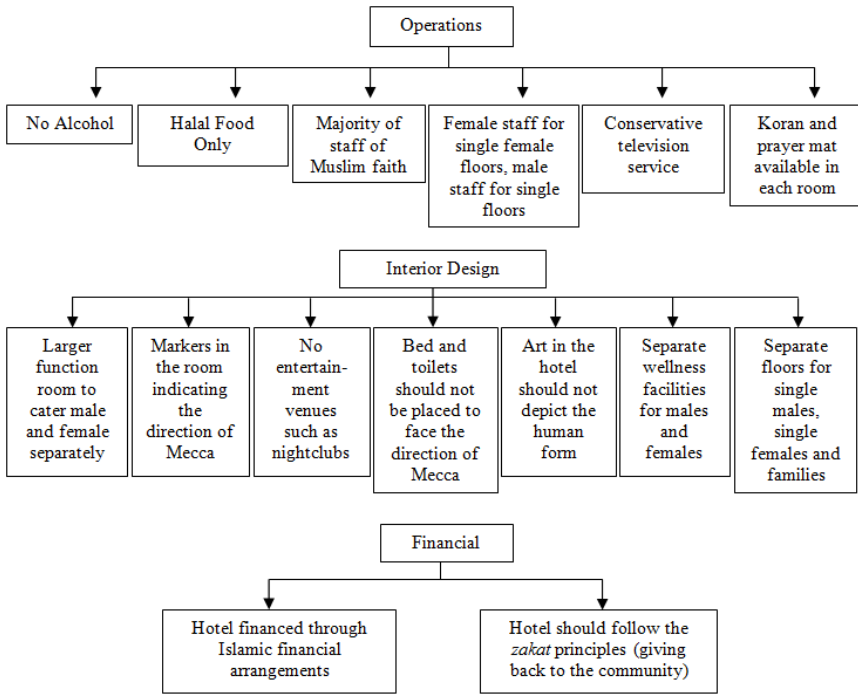 Operations
No Alcohol
Halal Food
Only
Majority of
staff of
Muslim faith
Female staff for
single female
floors, male
staff for single
floors
Conservative
television
service
Koran and
prayer mat
available in
each room
Interior Design
Larger
function
room to
cater male
and female
separately
Markers in
the room
indicating
the
direction of
Mecca
No
entertain-
ment
venues
such as
nightclubs
Bed and
toilets
should not
be placed to
face the
direction of
Mecca
Art in the
hotel
should not
depict the
human
form
Separate
wellness
facilities
for males
and
females
Separate
floors for
single
males,
single
females and
families
Financial
Hotel financed through
Islamic financial
arrangements
Hotel should follow the
zakat principles (giving
back to the community)